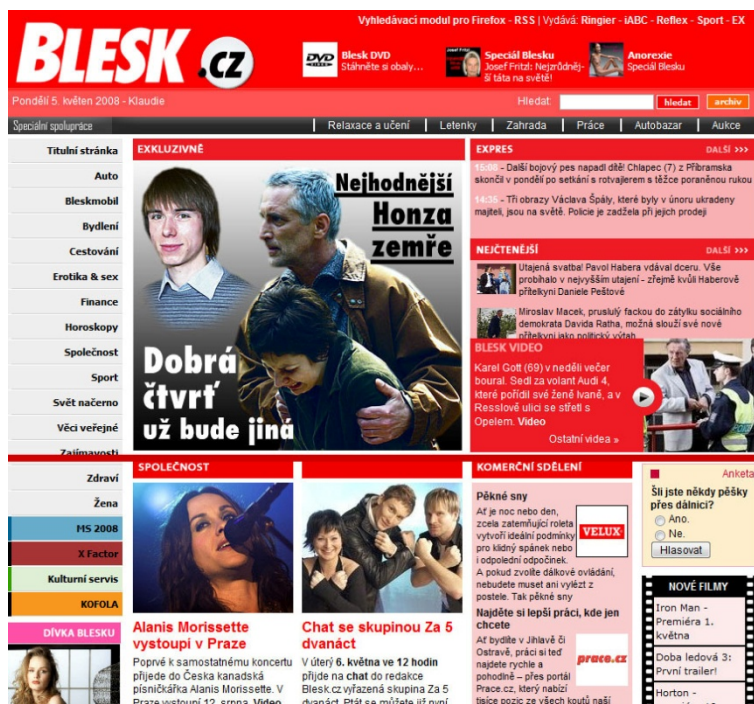 Vyhledávací modul pro Firefox - RSS | Vydává: Ringier - iABC - Reflex - Sport - EX
BLESK.CZ
DVD
Blesk DVD
Stáhněte si obaly...
Speciál Blesku
Josef Fritzl: Nejzrůdněj-
ší táta na světě!
Anorexie
Speciál Blesku
Pondělí 5. květen 2008 - Klaudie
Hledat:
hledat
archiv
Speciální spolupráce
Relaxace a učení | Letenky | Zahrada | Práce | Autobazar | Aukce
Titulní stránka
Auto
Bleskmobil
Bydlení
Cestování
Erotika & sex
Finance
Horoskopy
Společnost
Sport
Svět načerno
Věci veřejné
Zajímavosti
Zdraví
Žena
MS 2008
X Factor
Kulturní servis
KOFOLA
DÍVKA BLESKU
EXKLUZIVNĚ
Nejhodnější
Honza
zemře
Dobrá
čtvrť
už bude jiná
EXPRES
DALŠÍ >>>
15:08 - Další bojový pes napadl dítě! Chlapec (7) z Příbramska
skončil v pondělí po setkání s rotvajlerem s těžce poraněnou rukou
14:35 - Tři obrazy Václava Špály, které byly v únoru ukradeny
majiteli, jsou na světě. Policie je zadžela při jejich prodeji
NEJČTENĚJŠÍ
DALŠÍ >>>
Utajená svatba! Pavol Habera vdával dceru. Vše
probíhalo v nejvyšším utajení - zřejmě kvůli Haberově
přítelkyni Daniele Peštové
Miroslav Macek, pruslulý fackou do zátylku sociálního
demokrata Davida Ratha, možná slouží své nové
přítelkyni jako politický výtah
BLESK VIDEO
Karel Gott (69) v neděli večer
boural. Sedl za volant Audi 4,
které pořídil své ženě Ivaně, a v
Resslově ulici se střetl s
Opelem. Video
Ostatní videa »
SPOLEČNOST
Alanis Morissette
vystoupi v Praze
Poprvé k samostatnému koncertu
přijede do Česka kanadská
písničkářka Alanis Morissette. V
Praze vystoupí 12. srpna. Video
Chat se skupinou Za 5
dvanáct
V úterý 6. května ve 12 hodin
přijde na chat do redakce
Blesk.cz vyřazená skupina Za 5
dvanáct. Ptát se můžete již nyní
KOMERČNÍ SDĚLENÍ
Pěkné sny
Ať je noc nebo den,
zcela zatemňující roleta
vytvoří ideální podmínky
pro klidný spánek nebo
i odpolední odpočinek.
A pokud zvolíte dálkové ovládání,
nebudete muset ani vylézt z
postele. Tak pěkné sny
VELUX
Najděte si lepší práci, kde jen
chcete
Ať bydlíte v Jihlavě či
Ostravě, práci si teď
najdete rychle a
pohodlně – přes portál
Prace.cz, který nabízí
tisíce pozic ze všech koutů naší
prace.cz
Anketa
Šli jste někdy pěšky
přes dálnici?
Ano.
Ne.
Hlasovat
NOVÉ FILMY
Iron Man -
Premiéra 1.
května
Doba ledová 3:
První trailer!
Horton -